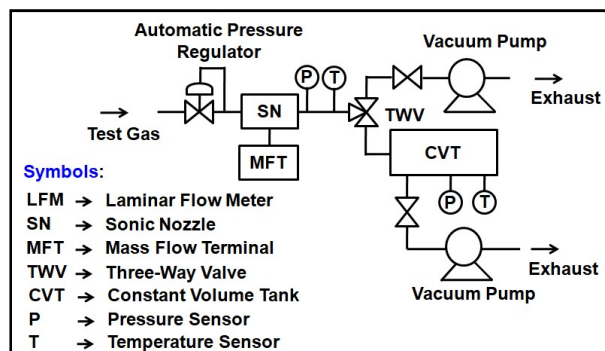 Automatic Pressure
Regulator
Vacuum Pump
P
T
Exhaust
Test Gas
SN
TWV
MFT
CVT
Symbols:
LFM → Laminar Flow Meter
SN → Sonic Nozzle
MFT → Mass Flow Terminal
TWV → Three-Way Valve
CVT → Constant Volume Tank
P → Pressure Sensor
T → Temperature Sensor
P
T
Exhaust
Vacuum Pump